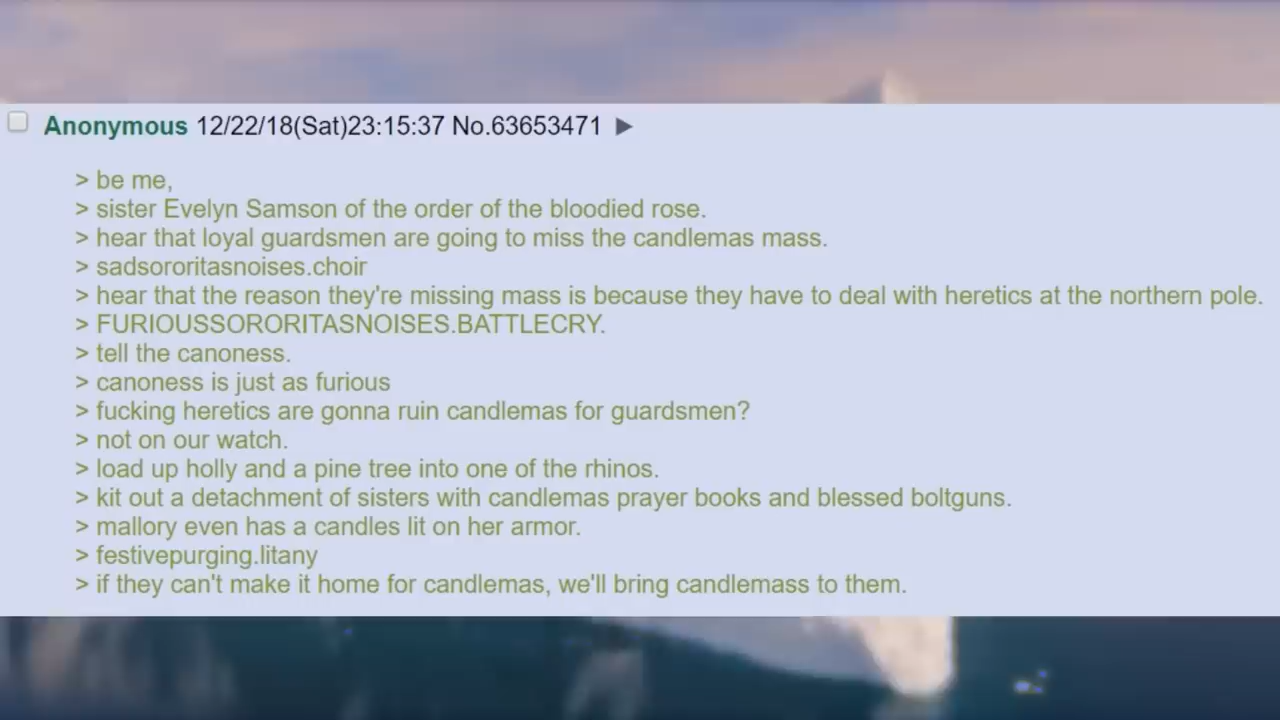 Anonymous 12/22/18(Sat)23:15:37 No.63653471 ▶
> be me,
> sister Evelyn Samson of the order of the bloodied rose.
> hear that loyal guardsmen are going to miss the candlemas mass.
> sadsororitasnoises.choir
> hear that the reason they're missing mass is because they have to deal with heretics at the northern pole.
> FURIOUSSORORITASNOISES.BATTLECRY.
> tell the canoness.
> canoness is just as furious
> fucking heretics are gonna ruin candlemas for guardsmen?
> not on our watch.
> load up holly and a pine tree into one of the rhinos.
> kit out a detachment of sisters with candlemas prayer books and blessed boltguns.
> mallory even has a candles lit on her armor.
> festivepurging.litany
> if they can't make it home for candlemas, we'll bring candlemass to them.